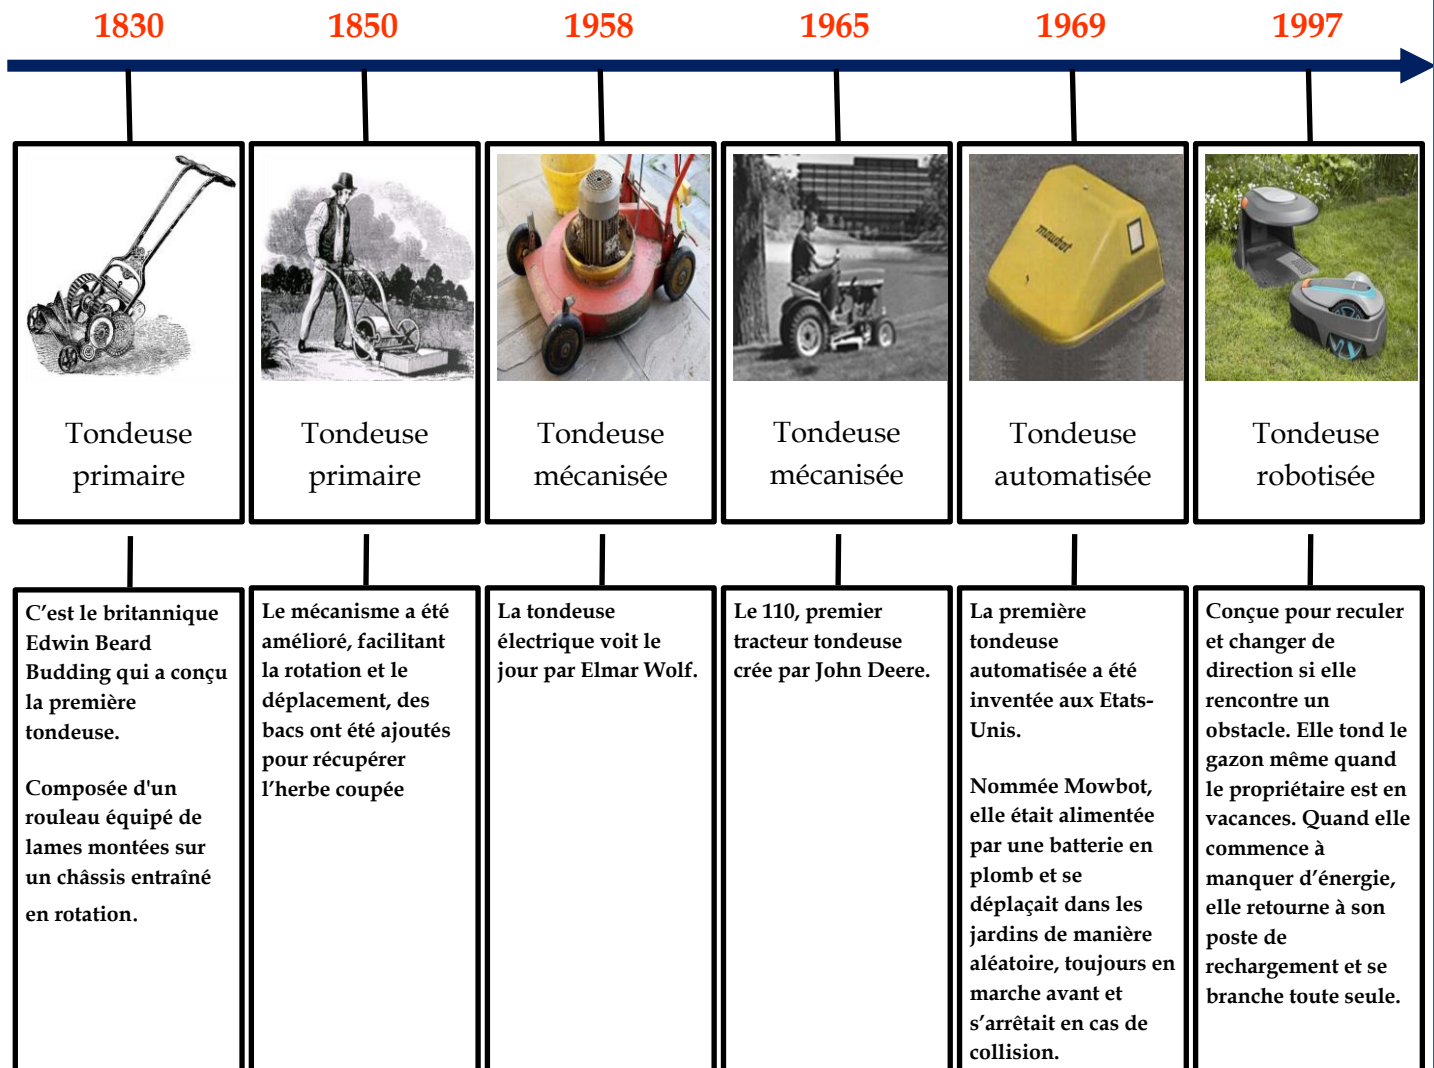 1830
1850
1958
1965
1969
1997
mowbot
Tondeuse
primaire
Tondeuse
primaire
Tondeuse
mécanisée
Tondeuse
mécanisée
Tondeuse
automatisée
Tondeuse
robotisée
C’est le britannique
Edwin Beard
Budding qui a conçu
la première
tondeuse.
Composée d'un
rouleau équipé de
lames montées sur
un châssis entraîné
en rotation.
Le mécanisme a été
amélioré, facilitant
la rotation et le
déplacement, des
bacs ont été ajoutés
pour récupérer
l’herbe coupée
La tondeuse
électrique voit le
jour par Elmar Wolf.
Le 110, premier
tracteur tondeuse
crée par John Deere.
La première
tondeuse
automatisée a été
inventée aux Etats-
Unis.
Nommée Mowbot,
elle était alimentée
par une batterie en
plomb et se
déplaçait dans les
jardins de manière
aléatoire, toujours en
marche avant et
s’arrêtait en cas de
collision.
Conçue pour reculer
et changer de
direction si elle
rencontre un
obstacle. Elle tond le
gazon même quand
le propriétaire est en
vacances. Quand elle
commence à
manquer d’énergie,
elle retourne à son
poste de
rechargement et se
branche toute seule.